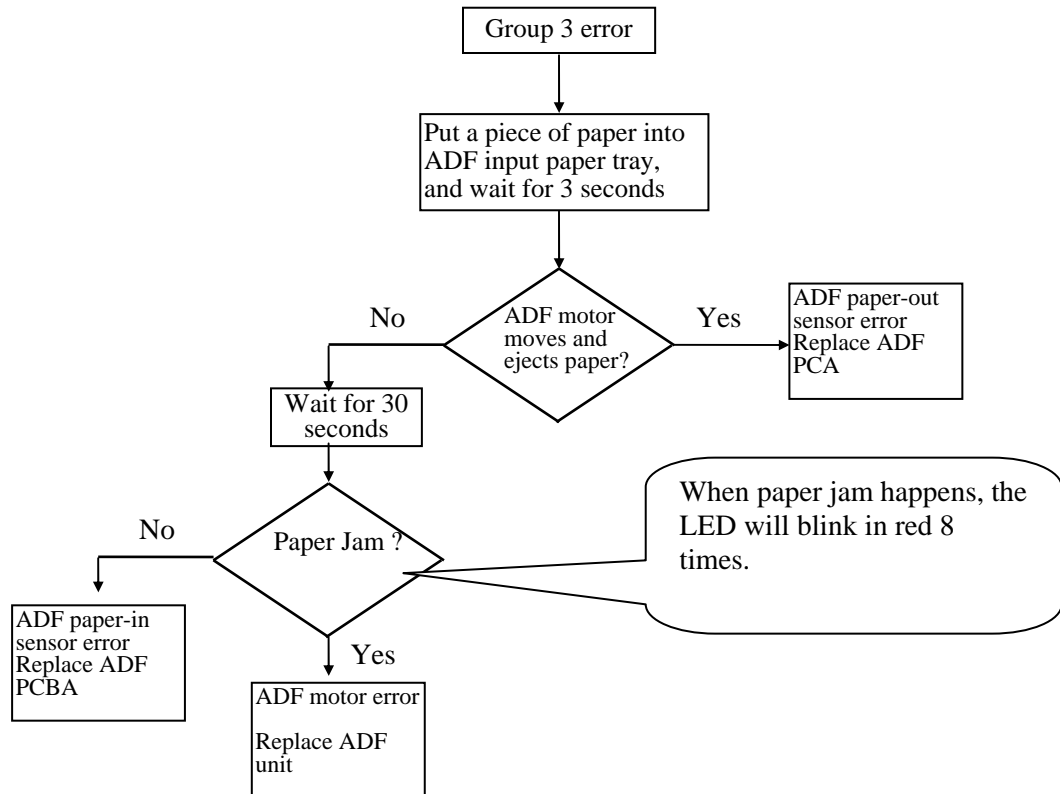 Group 3 error
Put a piece of paper into
ADF input paper tray,
and wait for 3 seconds
ADF motor
moves and
ejects paper?
No
Yes
ADF paper-out
sensor error
Replace ADF
PCA
Wait for 30
seconds
Paper Jam ?
When paper jam happens, the
LED will blink in red 8
times.
No
Yes
ADF paper-in
sensor error
Replace ADF
PCBA
ADF motor error
Replace ADF
unit